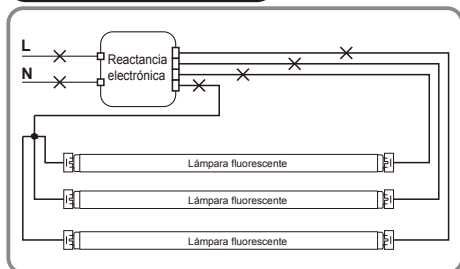 L
N
Reactancia
electrónica
Lámpara fluorescente
Lámpara fluorescente
Lámpara fluorescente